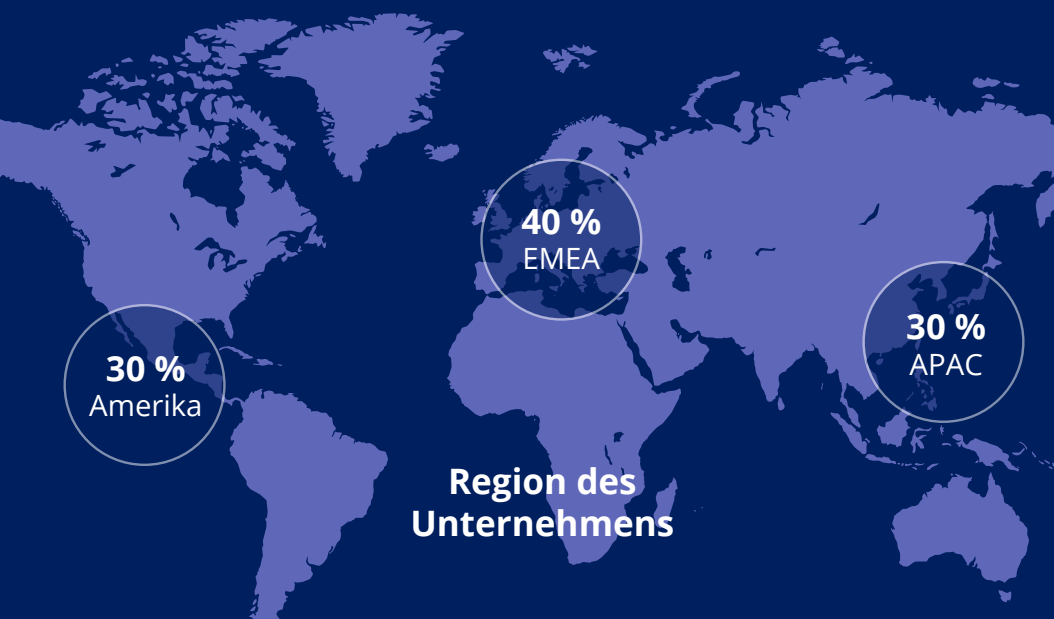 40 %
EMEA
30 %
APAC
30 %
Amerika
Region des
Unternehmens